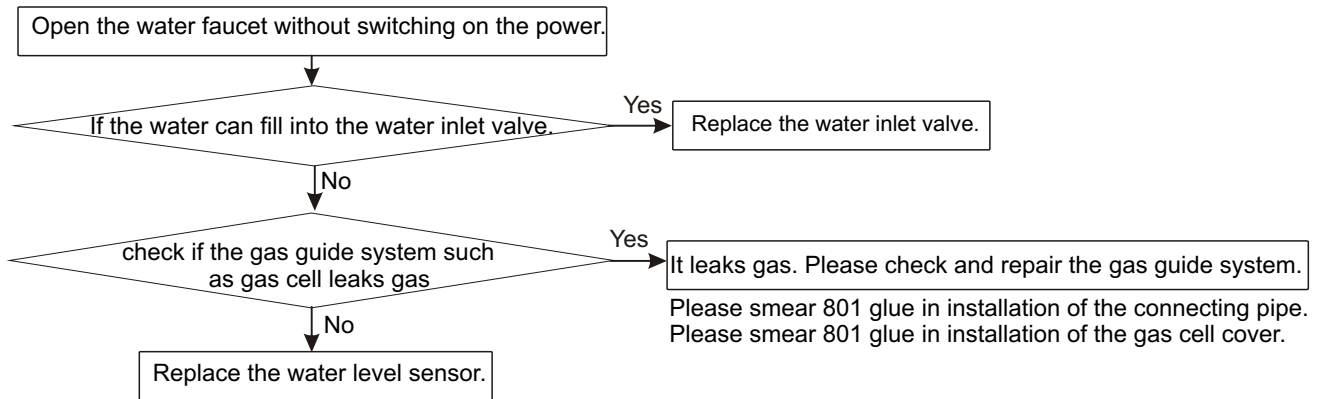 Open the water faucet without switching on the power.
If the water can fill into the water inlet valve.
Yes
Replace the water inlet valve.
No
check if the gas guide system such
as gas cell leaks gas
Yes
It leaks gas. Please check and repair the gas guide system.
Please smear 801 glue in installation of the connecting pipe.
Please smear 801 glue in installation of the gas cell cover.
No
Replace the water level sensor.